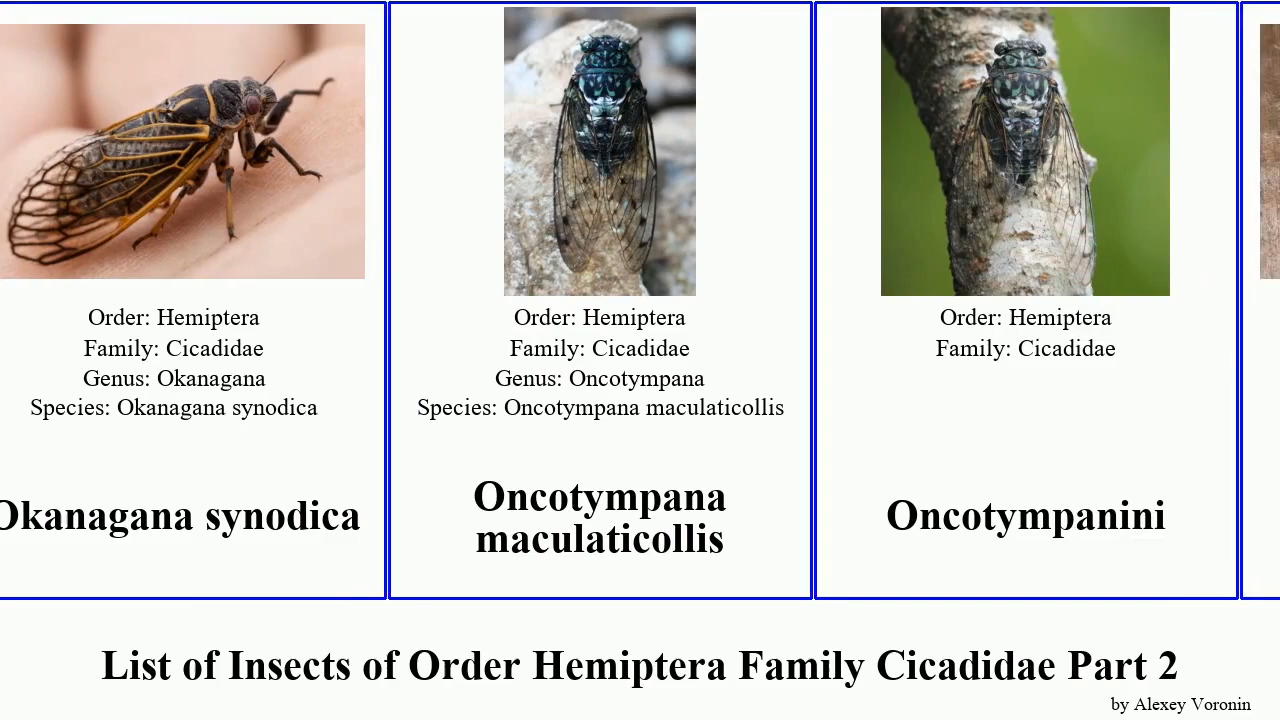 Order: Hemiptera
Family: Cicadidae
Genus: Okanagana
Species: Okanagana synodica
Okanagana synodica
Order: Hemiptera
Family: Cicadidae
Genus: Oncotympana
Species: Oncotympana maculaticollis
Oncotympana
maculaticollis
Order: Hemiptera
Family: Cicadidae
Oncotympanini
List of Insects of Order Hemiptera Family Cicadidae Part 2
by Alexey Voronin